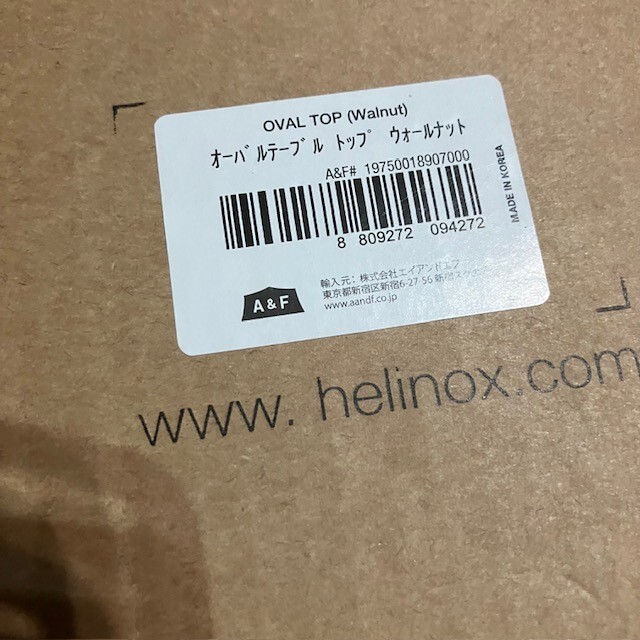 OVAL TOP (Walnut)
オーバルテーブル トップ ウォールナット
A&F# 19750018907000
8 809272 094272
MADE IN KOREA
A & F
輸入元：株式会社エイアンドエフ
東京都新宿区新宿6-27-56
www.aandf.co.jp
www. helinox.com